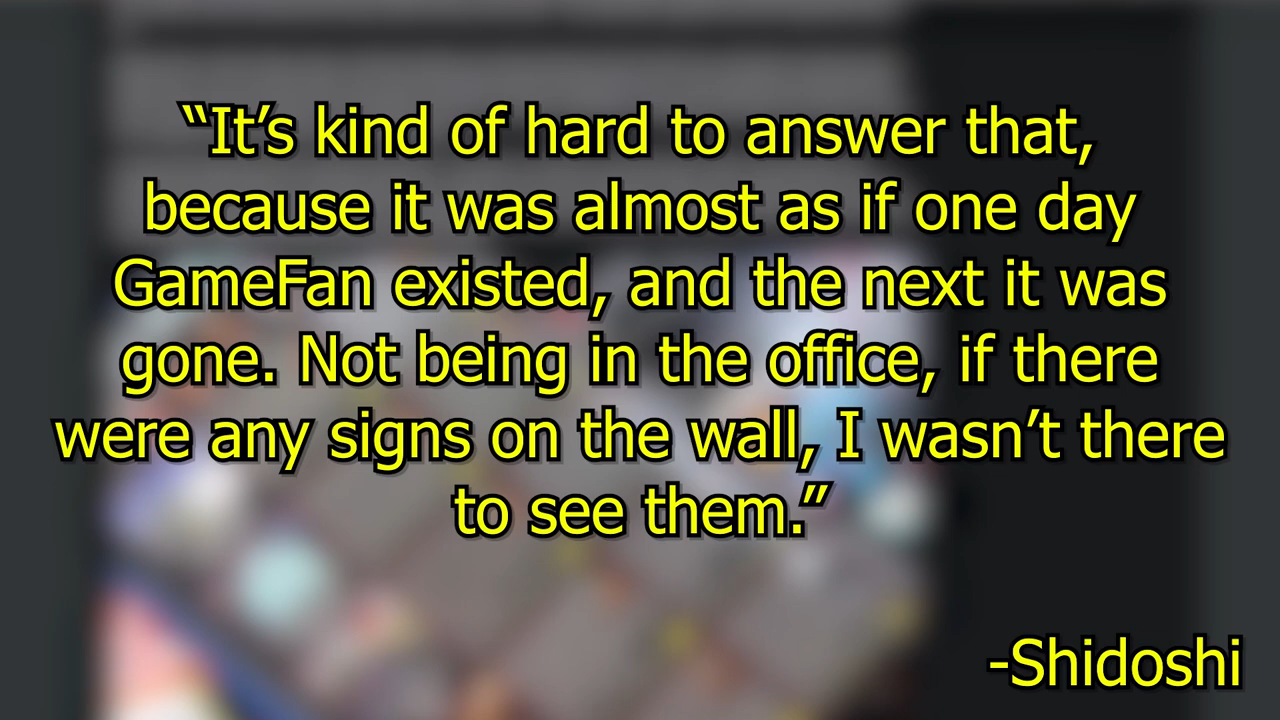 “It’s kind of hard to answer that,
because it was almost as if one day
GameFan existed, and the next it was
gone. Not being in the office, if there
were any signs on the wall, I wasn’t there
to see them.”
-Shidoshi